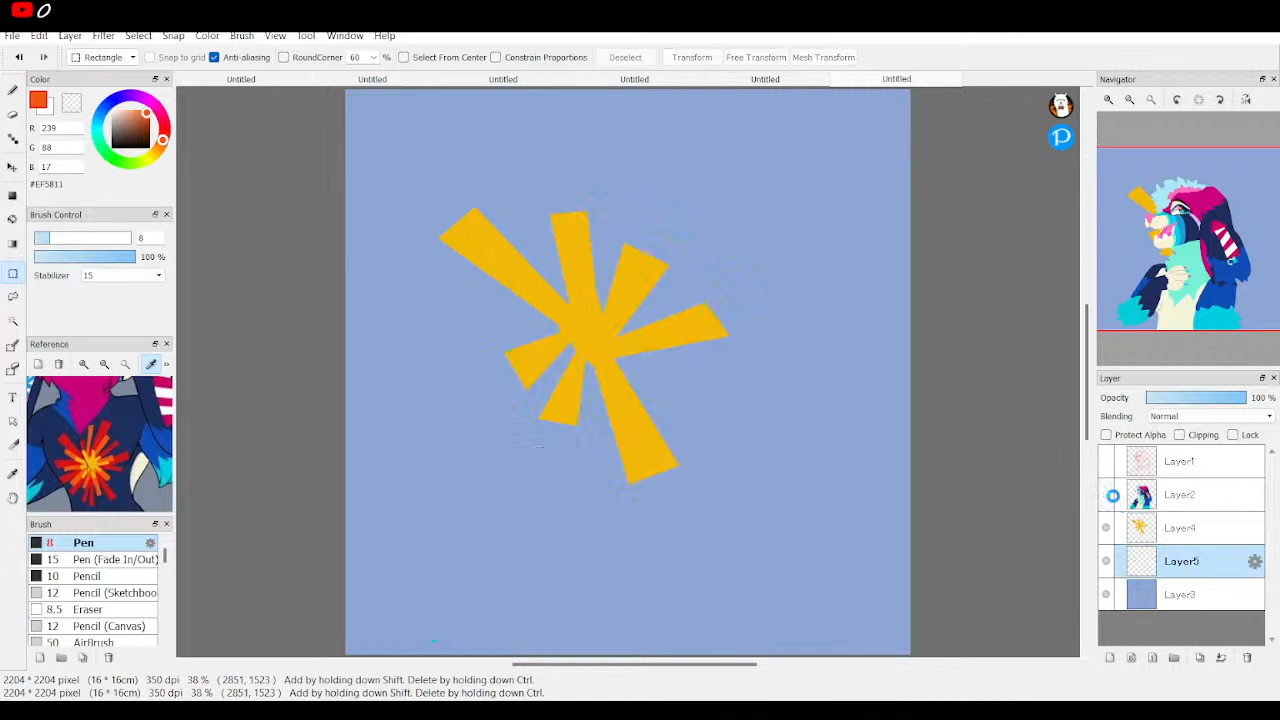 0
File Edit Layer Filter Select Snap Color Brush View Tool Window Help
Rectangle Snap to grid Anti-aliasing RoundCorner 60 % Select From Center Constrain Proportions Deselect Transform Free Transform Mesh Transform
Color Untitled Untitled Untitled Untitled Untitled Untitled Navigator
R 239
G 88
B 17
#EF5811
Brush Control
8
100 %
Stabilizer 15
Reference
Layer
Opacity 100 %
Blending Normal
Protect Alpha Clipping Lock
Layer1
Layer2
Layer4
Layer5
Layer3
Brush
8 Pen
15 Pen (Fade In/Out)
10 Pencil
12 Pencil (Sketchboo
8.5 Eraser
12 Pencil (Canvas)
50 AirBrush
2204 * 2204 pixel (16 * 16cm) 350 dpi 38 % ( 2851, 1523 ) Add by holding down Shift. Delete by holding down Ctrl.
2204 * 2204 pixel (16 * 16cm) 350 dpi 38 % ( 2851, 1523 ) Add by holding down Shift. Delete by holding down Ctrl.